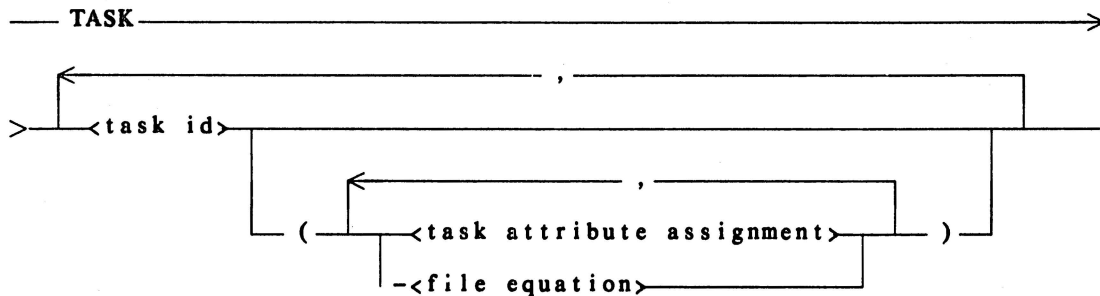 TASK
,
<task id>
,
( <task attribute assignment> )
<file equation>